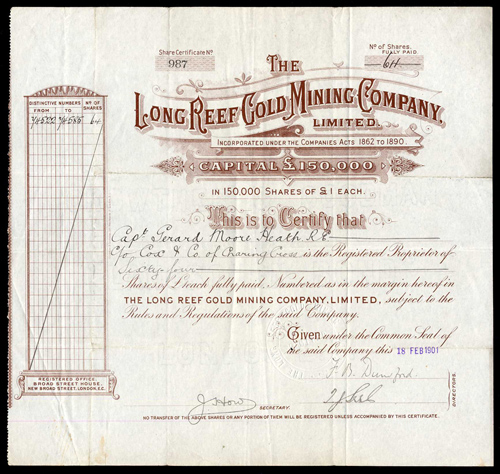 Share Certificate No.
987
No. of Shares.
FULLY PAID
64
THE
LONG REEF GOLD MINING COMPANY,
LIMITED.
INCORPORATED UNDER THE COMPANIES ACTS 1862 TO 1890.
CAPITAL £150,000
IN 150,000 SHARES OF £1 EACH.
DISTINCTIVE NUMBERS
FROM TO
No. OF SHARES
64
This is to Certify that
Capt. Gerard Moore Heath R.E.
c/o Cox & Co. of Charing Cross is the Registered Proprietor of
Sixty four
Shares of £1 each fully paid, Numbered as in the margin hereof in
THE LONG REEF GOLD MINING COMPANY, LIMITED, subject to the
Rules and Regulations of the said Company.
Given under the Common Seal of
the said Company this 18 FEB 1901
REGISTERED OFFICE.
BROAD STREET HOUSE,
NEW BROAD STREET, LONDON, E.C.
SECRETARY.
DIRECTORS.
NO TRANSFER OF THE ABOVE SHARES OR ANY PORTION OF THEM WILL BE REGISTERED UNLESS ACCOMPANIED BY THIS CERTIFICATE.